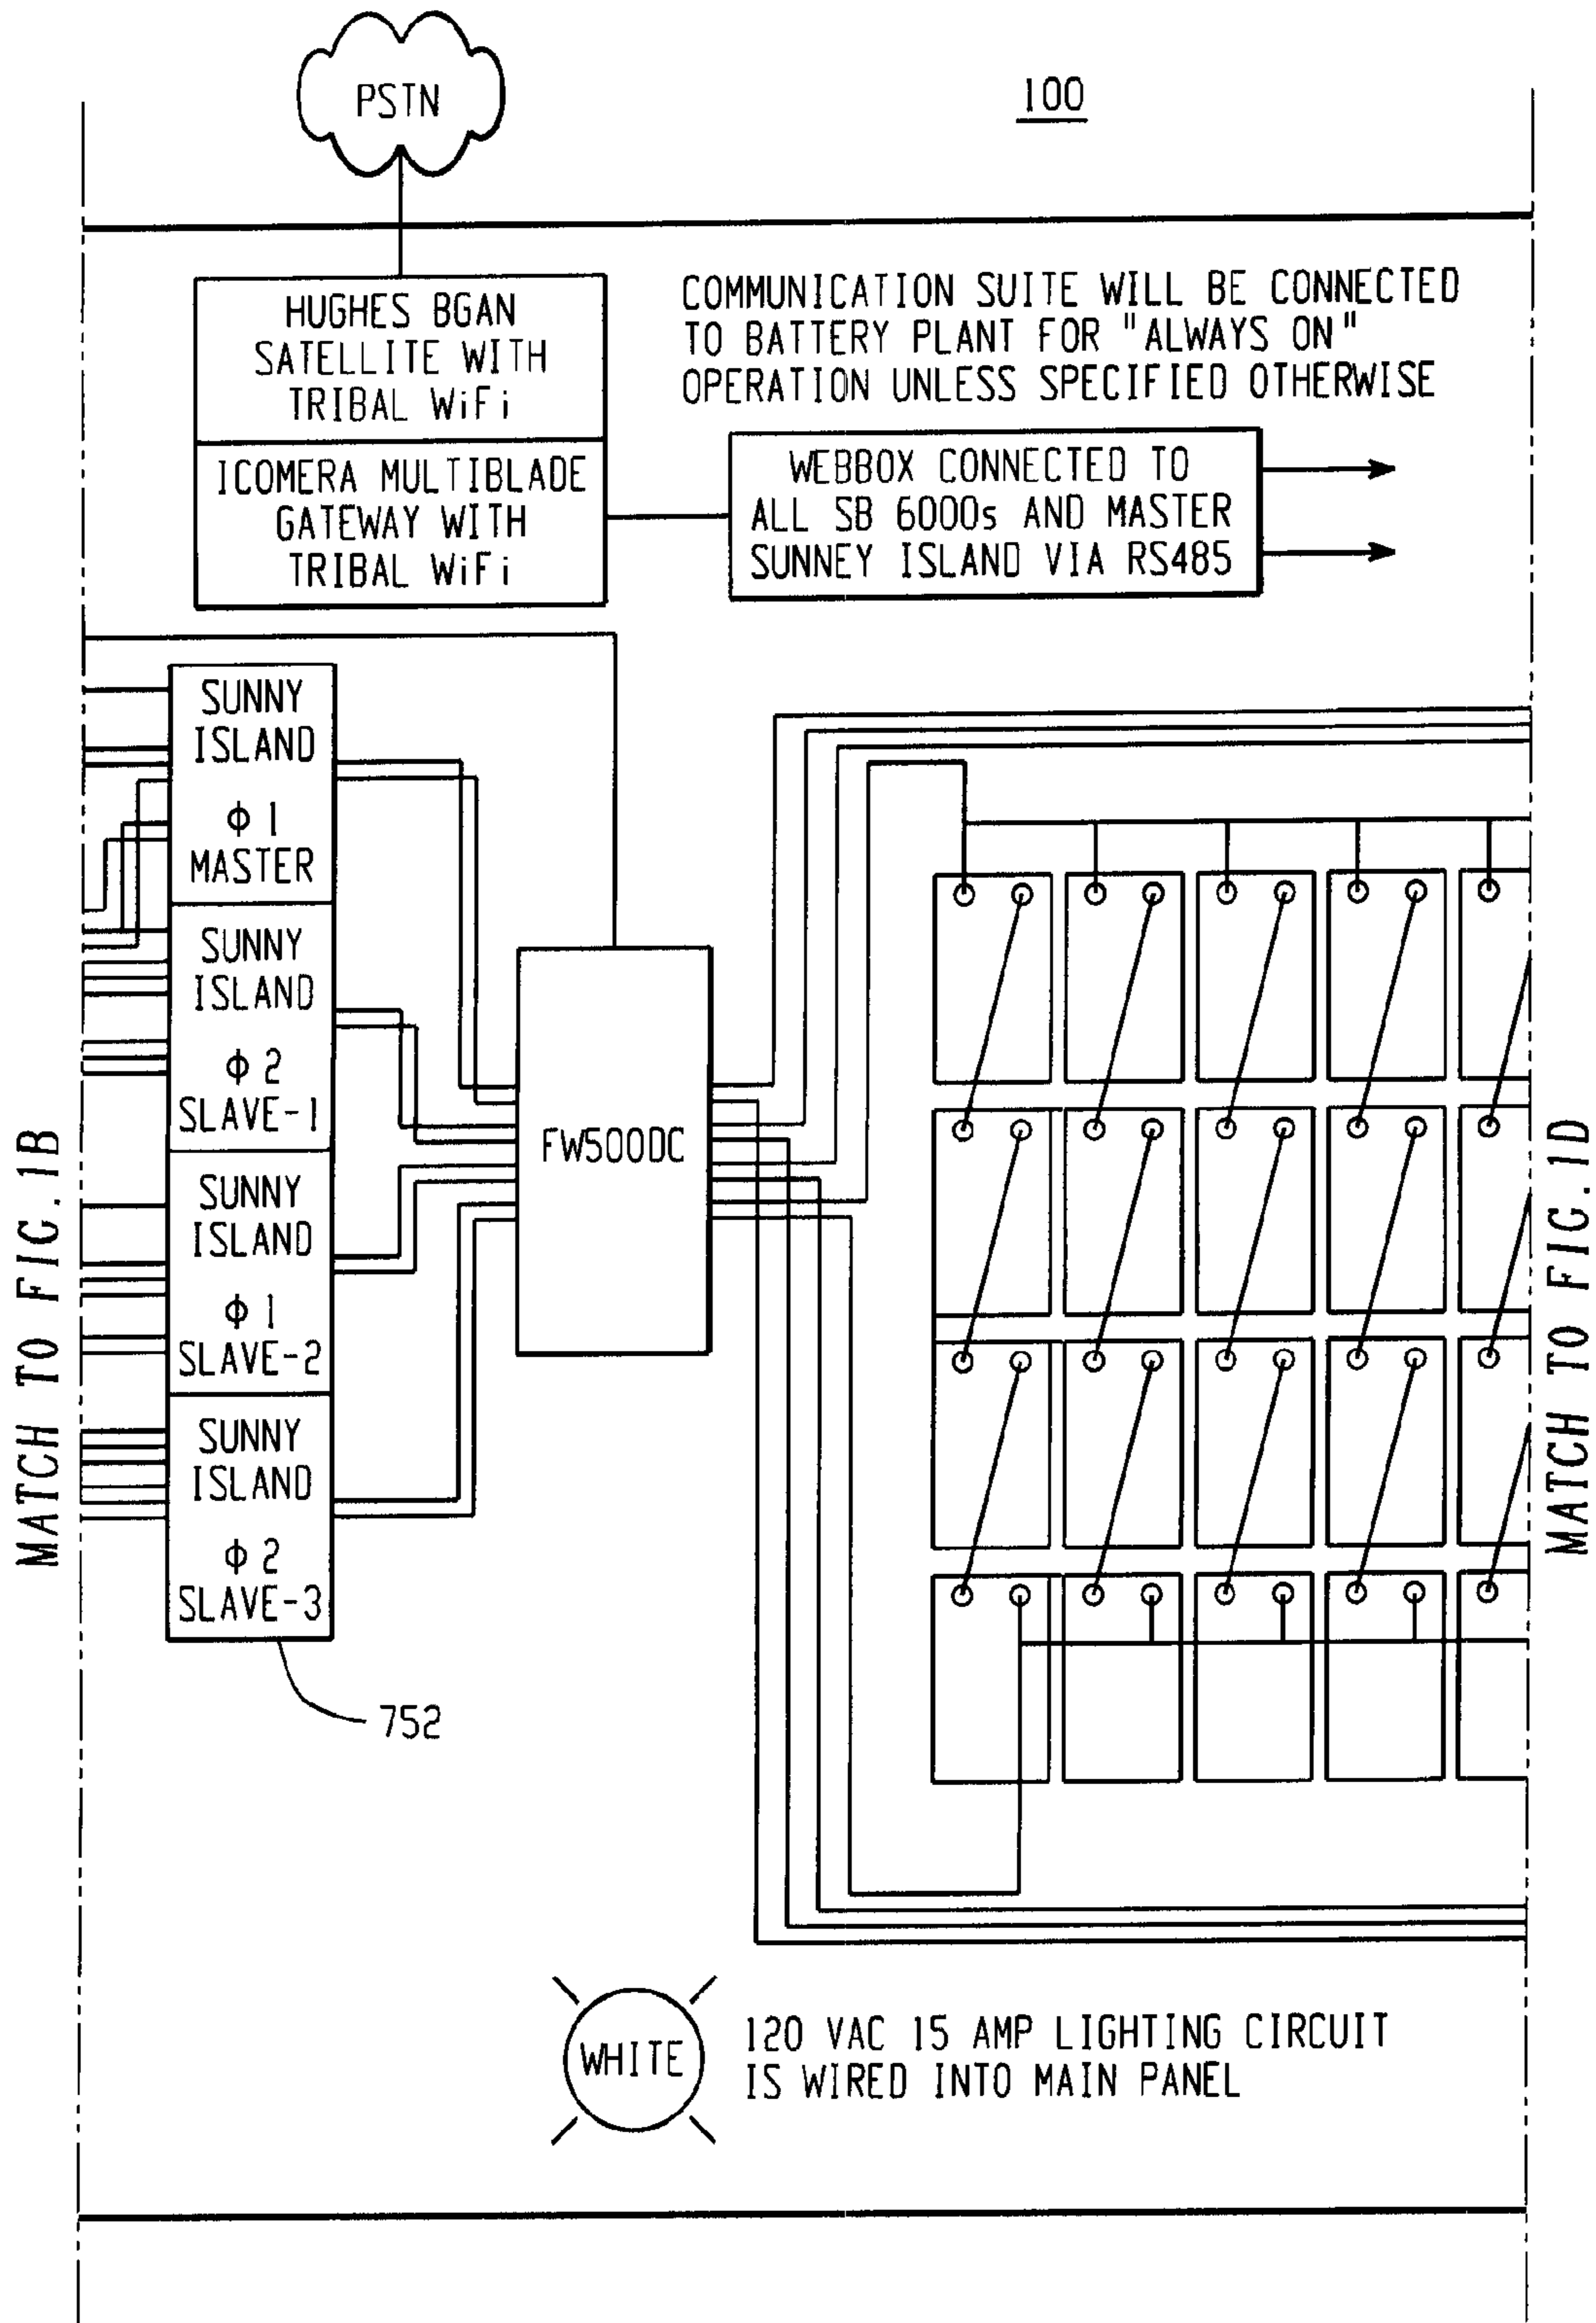 PSTN
100
HUGHES BGAN
SATELLITE WITH
TRIBAL WiFi
COMMUNICATION SUITE WILL BE CONNECTED
TO BATTERY PLANT FOR "ALWAYS ON"
OPERATION UNLESS SPECIFIED OTHERWISE
ICOMERA MULTIBLADE
GATEWAY WITH
TRIBAL WiFi
WEBBOX CONNECTED TO
ALL SB 6000s AND MASTER
SUNNEY ISLAND VIA RS485
SUNNY
ISLAND
Φ 1
MASTER
SUNNY
ISLAND
Φ 2
SLAVE-1
SUNNY
ISLAND
Φ 1
SLAVE-2
SUNNY
ISLAND
Φ 2
SLAVE-3
752
FW500DC
MATCH TO FIG.1B
MATCH TO FIG.1D
WHITE
120 VAC 15 AMP LIGHTING CIRCUIT
IS WIRED INTO MAIN PANEL